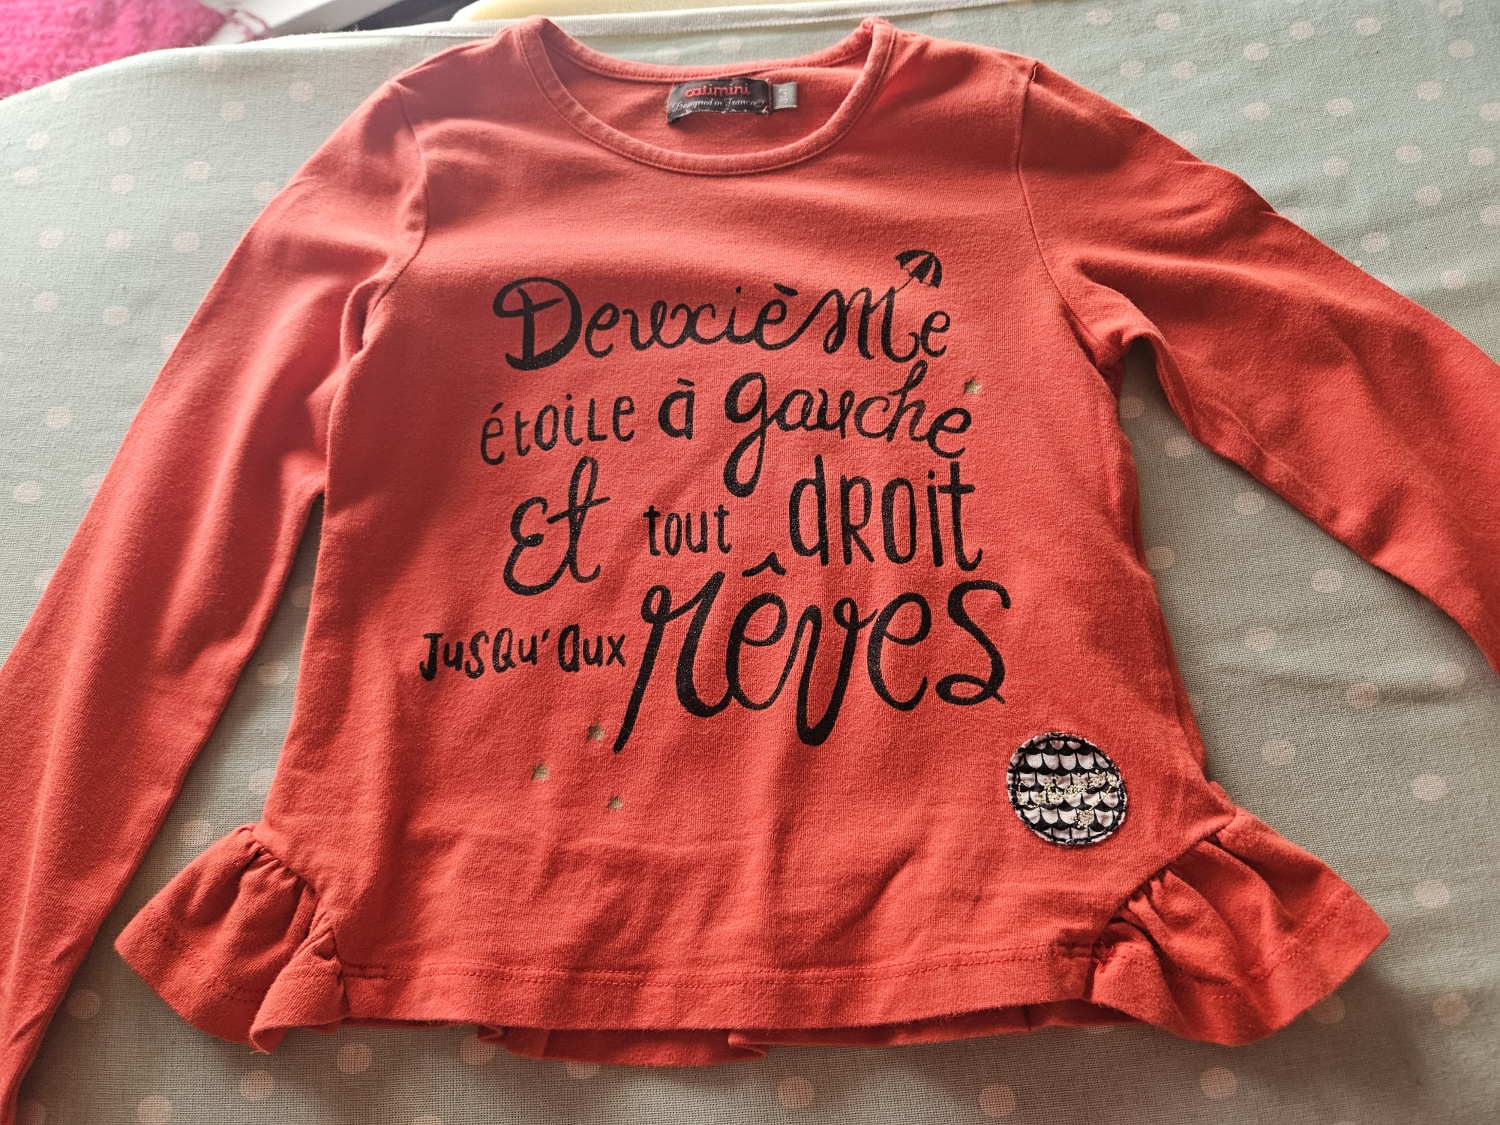 catimini
Designed in France
Deuxième
étoile à gauche
Et tout droit
jusqu'aux rêves